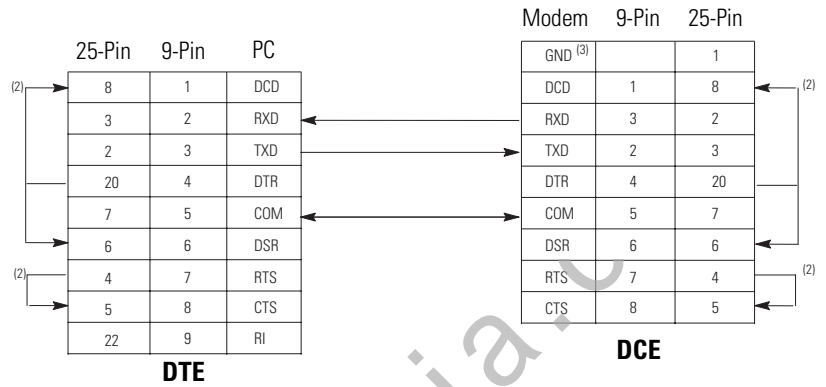 25-Pin 9-Pin PC
8 1 DCD
3 2 RXD
2 3 TXD
20 4 DTR
7 5 COM
6 6 DSR
4 7 RTS
5 8 CTS
22 9 RI
(2)
(2)
DTE
Modem 9-Pin 25-Pin
GND (3) 1
DCD 1 8
RXD 3 2
TXD 2 3
DTR 4 20
COM 5 7
DSR 6 6
RTS 7 4
CTS 8 5
(2)
(2)
DCE